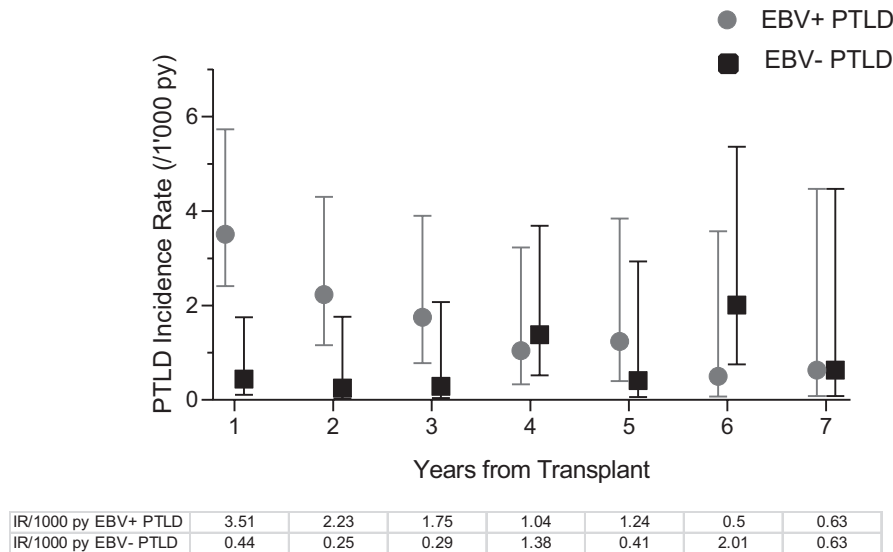 EBV+ PTLD
EBV- PTLD
PTLD Incidence Rate (/1'000 py)
6
4
2
0
1 2 3 4 5 6 7
Years from Transplant
IR/1000 py EBV+ PTLD 3.51 2.23 1.75 1.04 1.24 0.5 0.63
IR/1000 py EBV- PTLD 0.44 0.25 0.29 1.38 0.41 2.01 0.63